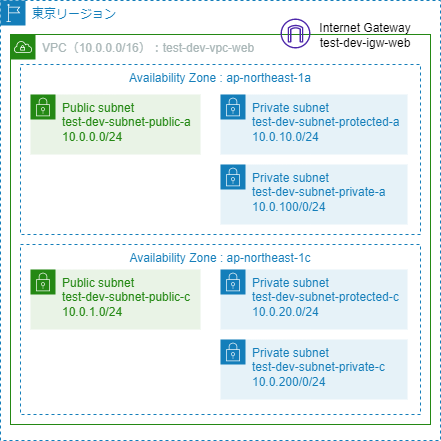 東京リージョン
Internet Gateway
test-dev-igw-web
VPC（10.0.0.0/16）：test-dev-vpc-web
Availability Zone : ap-northeast-1a
Public subnet
test-dev-subnet-public-a
10.0.0.0/24
Private subnet
test-dev-subnet-protected-a
10.0.10.0/24
Private subnet
test-dev-subnet-private-a
10.0.100/0/24
Availability Zone : ap-northeast-1c
Public subnet
test-dev-subnet-public-c
10.0.1.0/24
Private subnet
test-dev-subnet-protected-c
10.0.20.0/24
Private subnet
test-dev-subnet-private-c
10.0.200/0/24